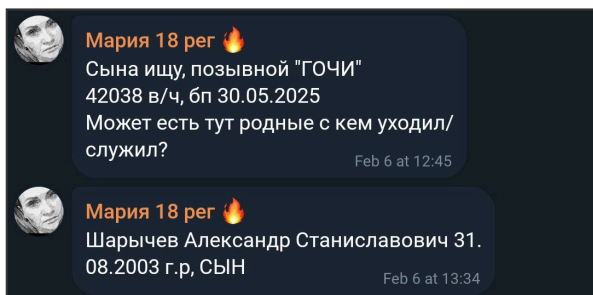 Мария 18 рег 🔥
Сына ищу, позывной "ГОЧИ"
42038 в/ч, бп 30.05.2025
Может есть тут родные с кем уходил/
служил?
Feb 6 at 12:45
Мария 18 рег 🔥
Шарычев Александр Станиславович 31.
08.2003 г.р, СЫН
Feb 6 at 13:34